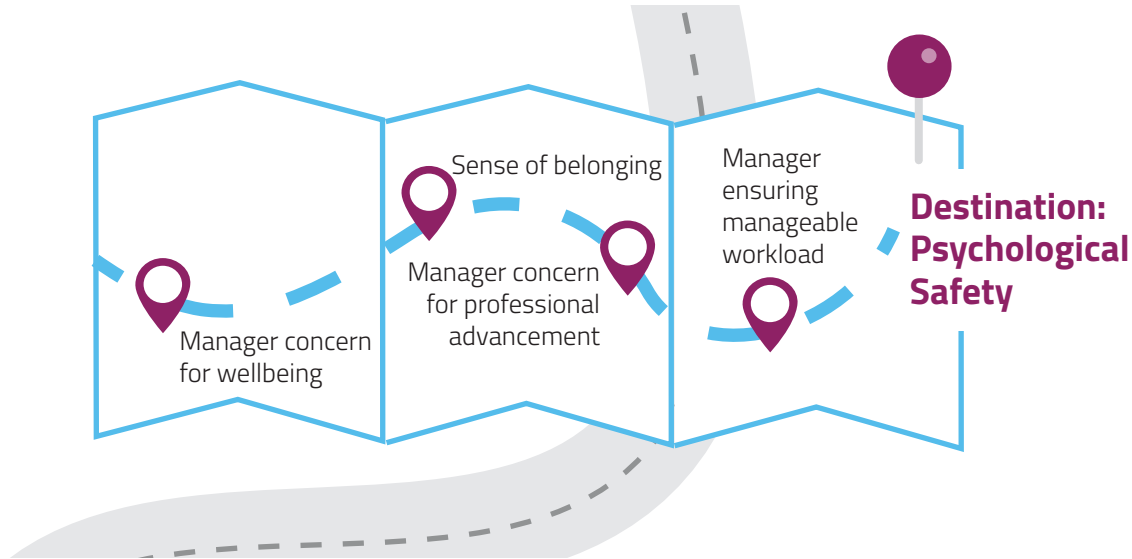 Manager concern
for wellbeing
Sense of belonging
Manager concern
for professional
advancement
Manager
ensuring
manageable
workload
Destination:
Psychological
Safety